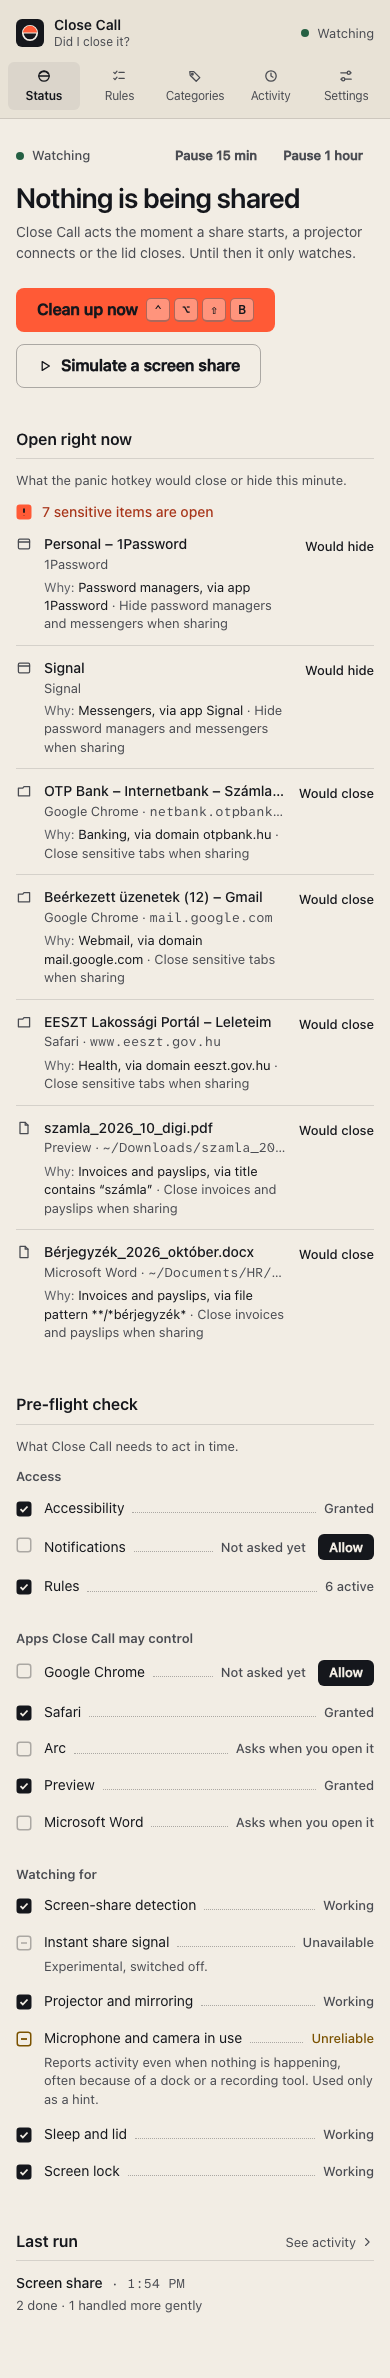 Close Call
Did I close it?
Watching
Status
Rules
Categories
Activity
Settings
Watching
Pause 15 min
Pause 1 hour
Nothing is being shared
Close Call acts the moment a share starts, a projector
connects or the lid closes. Until then it only watches.
Clean up now ⌃ ⌥ ⇧ B
Simulate a screen share
Open right now
What the panic hotkey would close or hide this minute.
7 sensitive items are open
Personal – 1Password
Would hide
1Password
Why: Password managers, via app
1Password · Hide password managers
and messengers when sharing
Signal
Would hide
Signal
Why: Messengers, via app Signal · Hide
password managers and messengers
when sharing
OTP Bank – Internetbank – Számla...
Would close
Google Chrome · netbank.otpbank...
Why: Banking, via domain otpbank.hu ·
Close sensitive tabs when sharing
Beérkezett üzenetek (12) – Gmail
Would close
Google Chrome · mail.google.com
Why: Webmail, via domain
mail.google.com · Close sensitive tabs
when sharing
EESZT Lakossági Portál – Leleteim
Would close
Safari · www.eeszt.gov.hu
Why: Health, via domain eeszt.gov.hu ·
Close sensitive tabs when sharing
szamla_2026_10_digi.pdf
Would close
Preview · ~/Downloads/szamla_20...
Why: Invoices and payslips, via title
contains “számla” · Close invoices and
payslips when sharing
Bérjegyzék_2026_október.docx
Would close
Microsoft Word · ~/Documents/HR/...
Why: Invoices and payslips, via file
pattern **/*bérjegyzék* · Close invoices
and payslips when sharing
Pre-flight check
What Close Call needs to act in time.
Access
Accessibility
Granted
Notifications
Not asked yet
Allow
Rules
6 active
Apps Close Call may control
Google Chrome
Not asked yet
Allow
Safari
Granted
Arc
Asks when you open it
Preview
Granted
Microsoft Word
Asks when you open it
Watching for
Screen-share detection
Working
Instant share signal
Unavailable
Experimental, switched off.
Projector and mirroring
Working
Microphone and camera in use
Unreliable
Reports activity even when nothing is happening,
often because of a dock or a recording tool. Used only
as a hint.
Sleep and lid
Working
Screen lock
Working
Last run
See activity
Screen share · 1:54 PM
2 done · 1 handled more gently